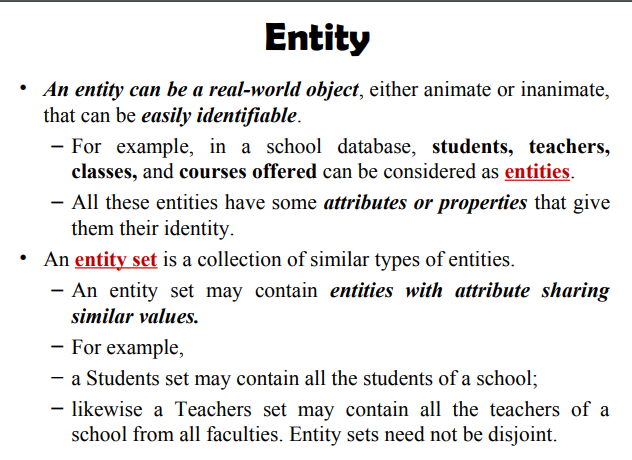 Entity
• An entity can be a real-world object, either animate or inanimate,
that can be easily identifiable.
– For example, in a school database, students, teachers,
classes, and courses offered can be considered as entities.
– All these entities have some attributes or properties that give
them their identity.
• An entity set is a collection of similar types of entities.
– An entity set may contain entities with attribute sharing
similar values.
– For example,
– a Students set may contain all the students of a school;
– likewise a Teachers set may contain all the teachers of a
school from all faculties. Entity sets need not be disjoint.